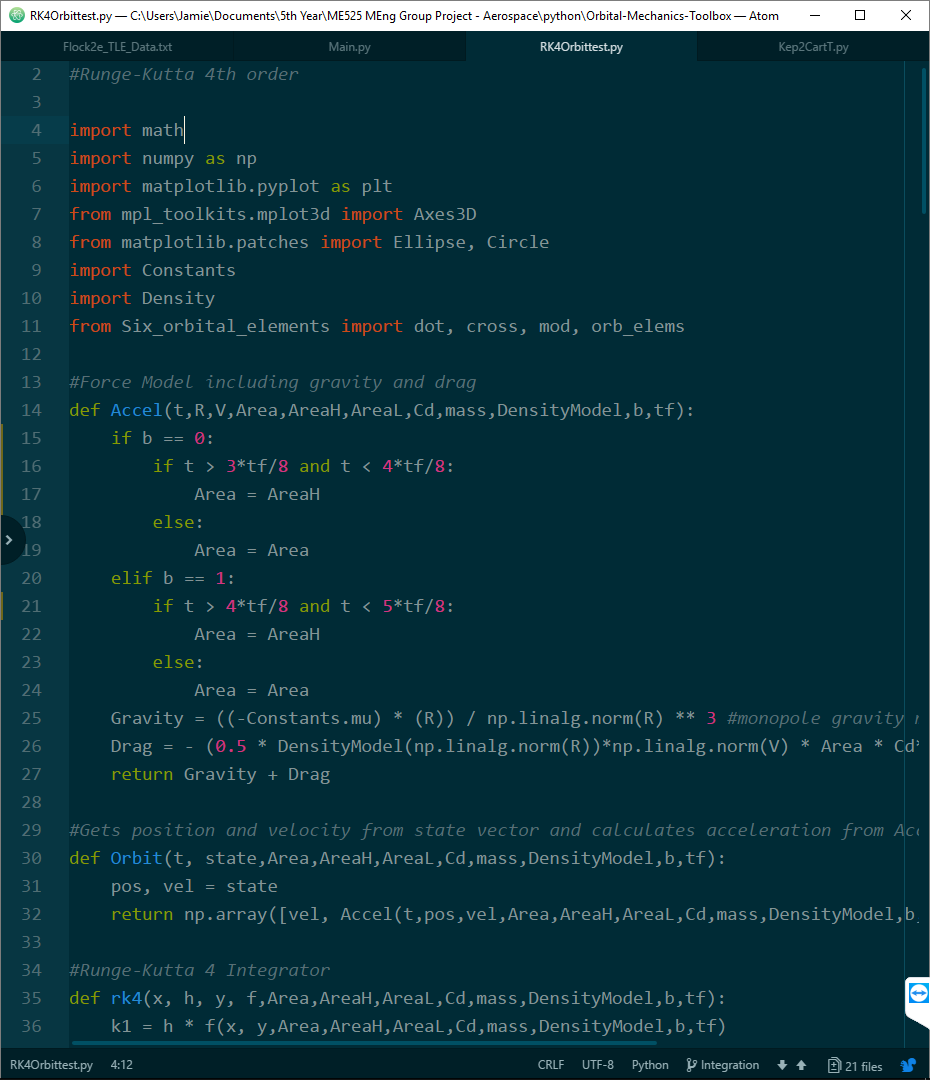 RK4Orbittest.py — C:\Users\Jamie\Documents\5th Year\ME525 MEng Group Project - Aerospace\python\Orbital-Mechanics-Toolbox — Atom
Flock2e_TLE_Data.txt Main.py RK4Orbittest.py Kep2CartT.py
2 #Runge-Kutta 4th order
3
4 import math
5 import numpy as np
6 import matplotlib.pyplot as plt
7 from mpl_toolkits.mplot3d import Axes3D
8 from matplotlib.patches import Ellipse, Circle
9 import Constants
10 import Density
11 from Six_orbital_elements import dot, cross, mod, orb_elems
12
13 #Force Model including gravity and drag
14 def Accel(t,R,V,Area,AreaH,AreaL,Cd,mass,DensityModel,b,tf):
15     if b == 0:
16         if t > 3*tf/8 and t < 4*tf/8:
17             Area = AreaH
18         else:
19             Area = Area
20     elif b == 1:
21         if t > 4*tf/8 and t < 5*tf/8:
22             Area = AreaH
23         else:
24             Area = Area
25     Gravity = ((-Constants.mu) * (R)) / np.linalg.norm(R) ** 3 #monopole gravity
26     Drag = - (0.5 * DensityModel(np.linalg.norm(R))*np.linalg.norm(V) * Area * Cd*
27     return Gravity + Drag
28
29 #Gets position and velocity from state vector and calculates acceleration from
30 def Orbit(t, state,Area,AreaH,AreaL,Cd,mass,DensityModel,b,tf):
31     pos, vel = state
32     return np.array([vel, Accel(t,pos,vel,Area,AreaH,AreaL,Cd,mass,DensityModel,b,
33
34 #Runge-Kutta 4 Integrator
35 def rk4(x, h, y, f,Area,AreaH,AreaL,Cd,mass,DensityModel,b,tf):
36     k1 = h * f(x, y,Area,AreaH,AreaL,Cd,mass,DensityModel,b,tf)
RK4Orbittest.py 4:12 CRLF UTF-8 Python Integration 21 files